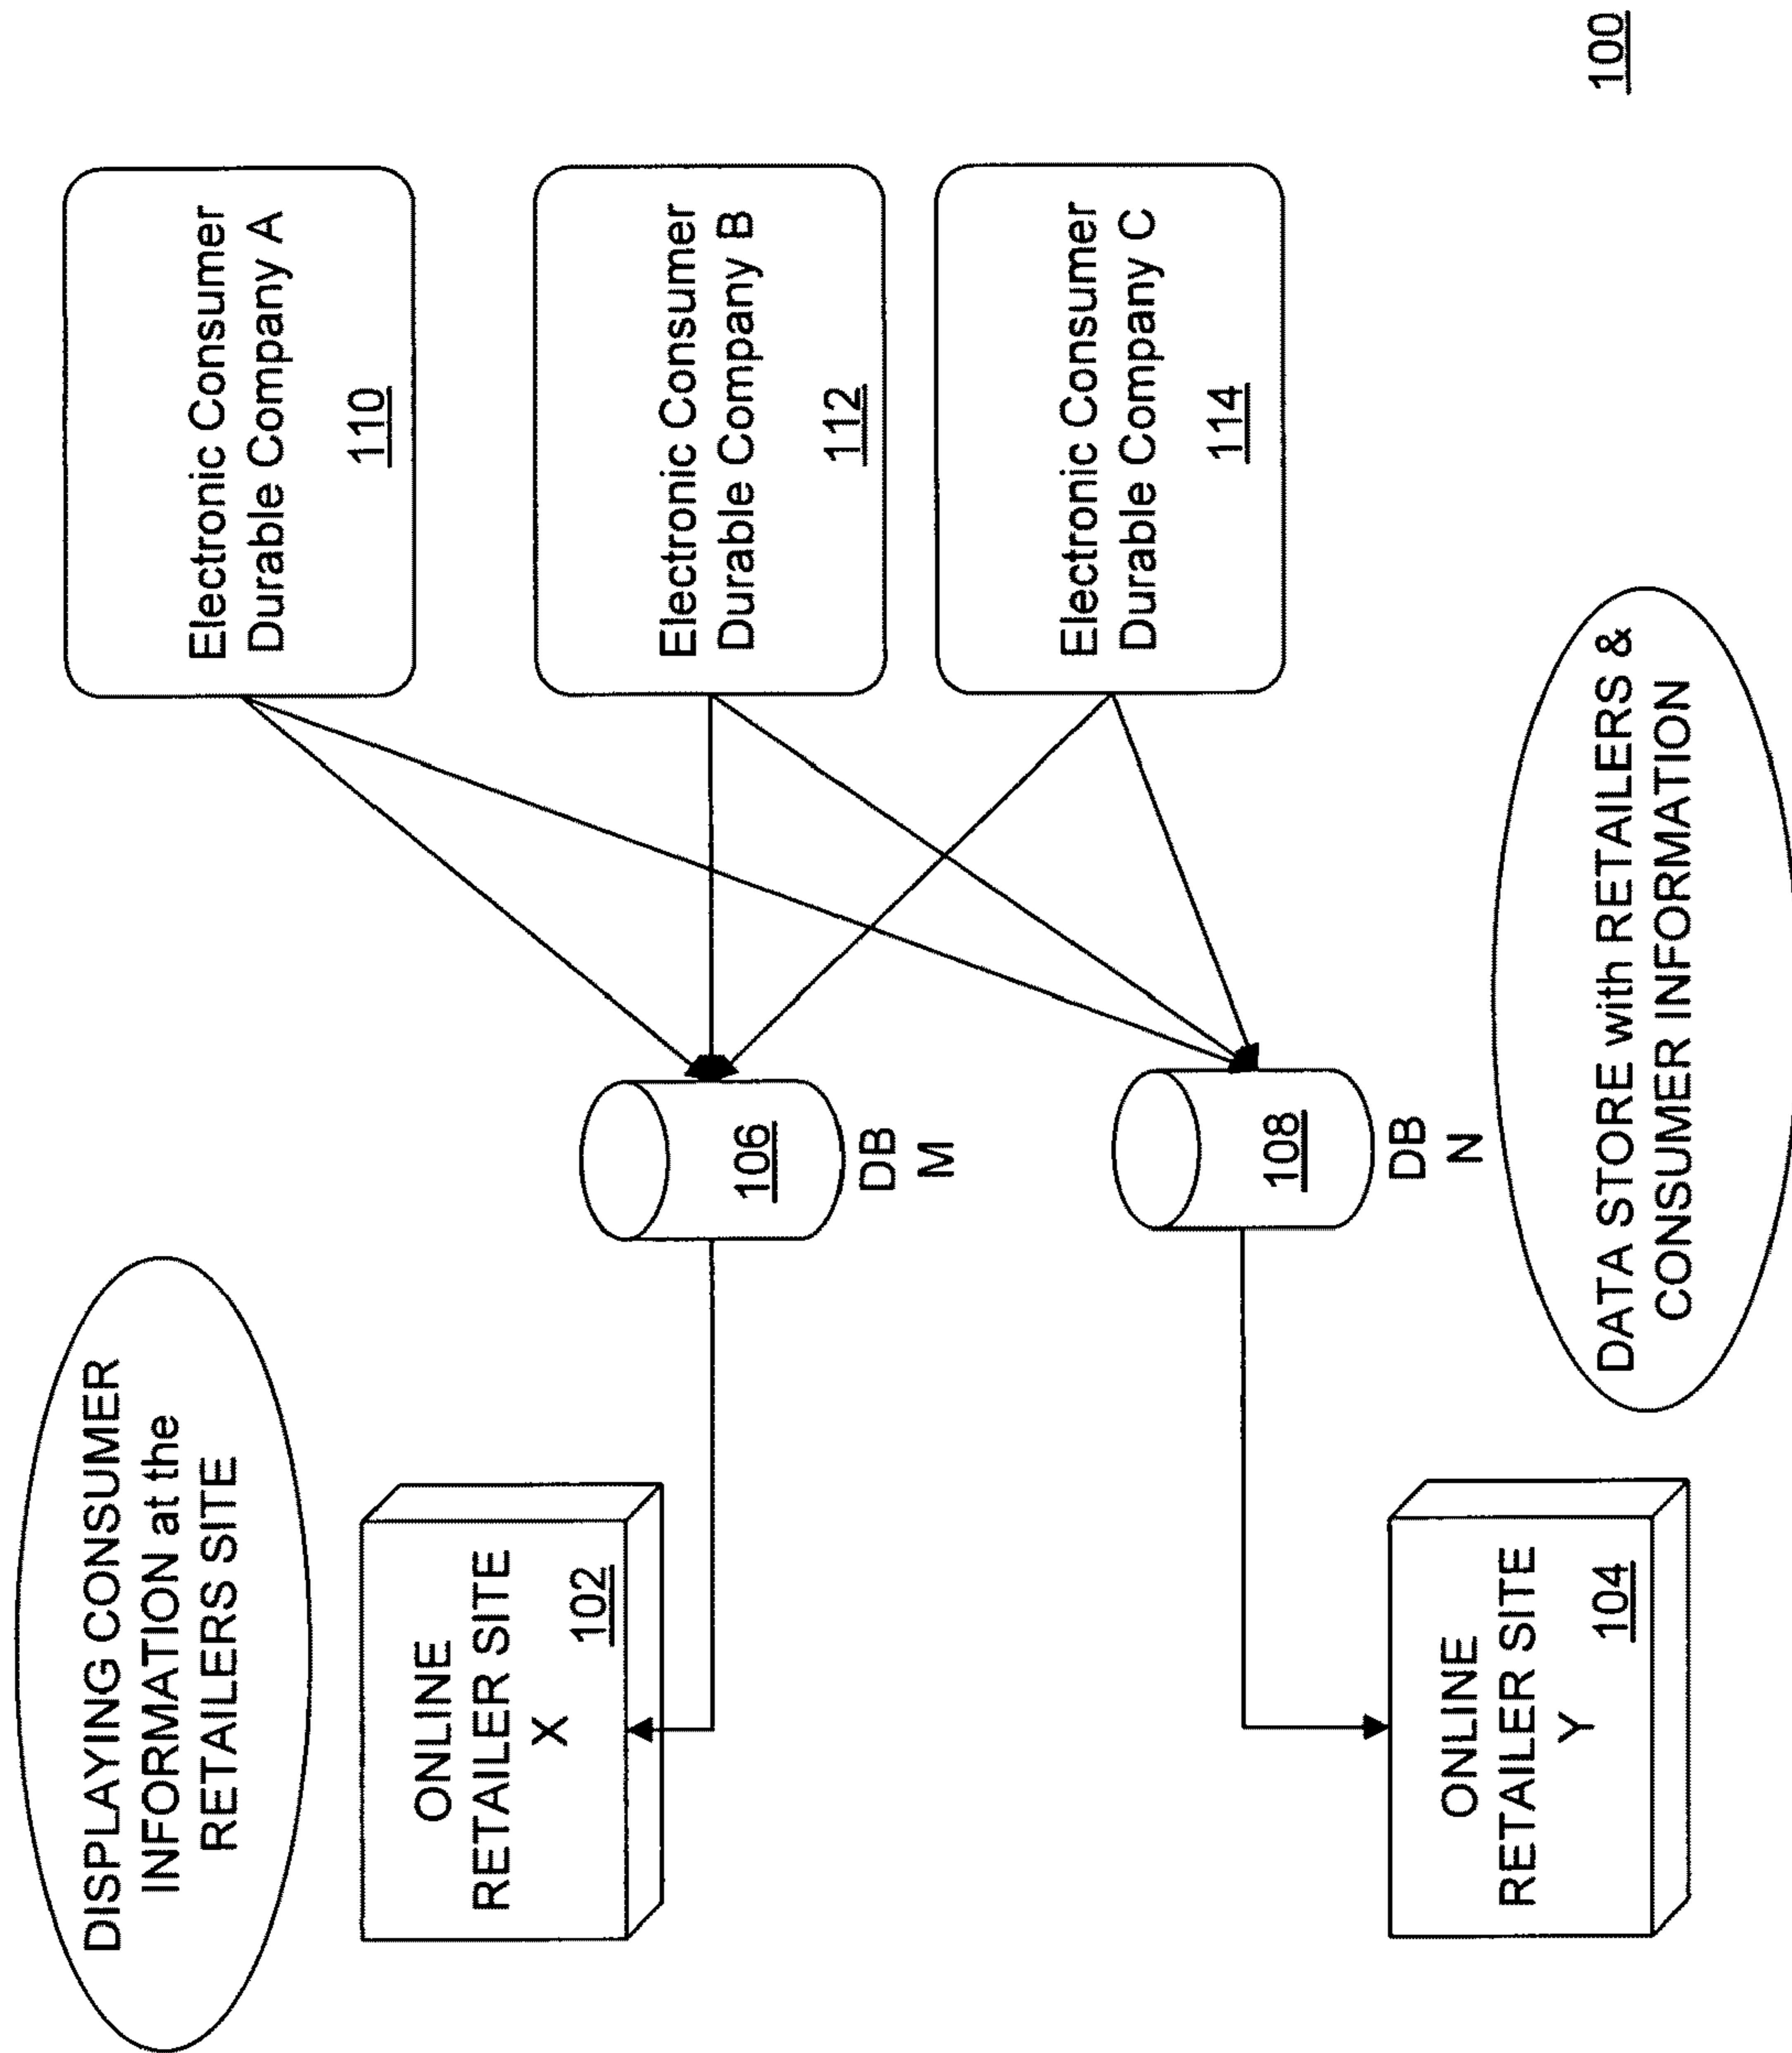 DISPLAYING CONSUMER
INFORMATION at the
RETAILERS SITE
ONLINE
RETAILER SITE
X
102
ONLINE
RETAILER SITE
Y
104
106
DB
M
108
DB
N
DATA STORE with RETAILERS &
CONSUMER INFORMATION
Electronic Consumer
Durable Company A
110
Electronic Consumer
Durable Company B
112
Electronic Consumer
Durable Company C
114
100